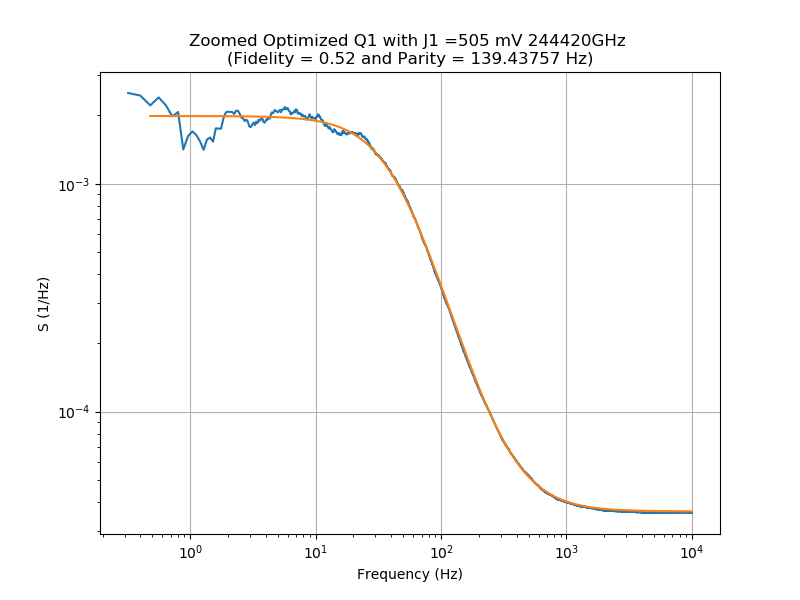 Zoomed Optimized Q1 with J1 =505 mV 244420GHz
(Fidelity = 0.52 and Parity = 139.43757 Hz)
S (1/Hz)
10⁻³
10⁻⁴
10⁰ 10¹ 10² 10³ 10⁴
Frequency (Hz)